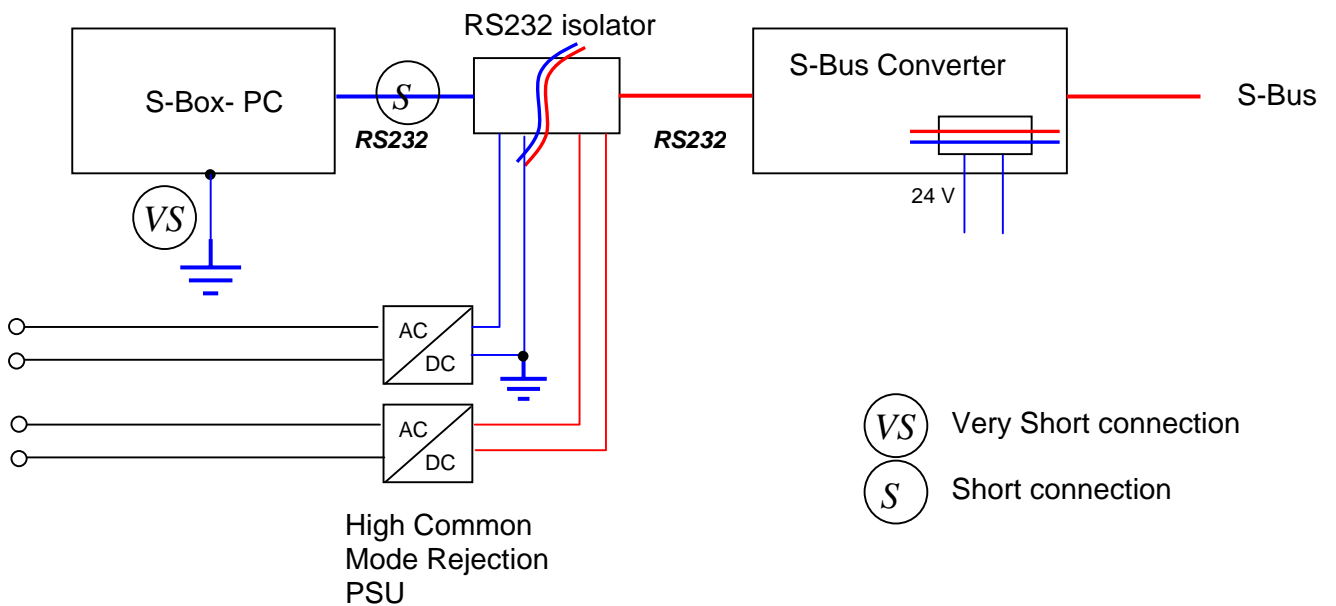 RS232 isolator
S-Box- PC
S
RS232
RS232
S-Bus Converter
S-Bus
24 V
VS
AC
DC
AC
DC
High Common
Mode Rejection
PSU
VS Very Short connection
S Short connection